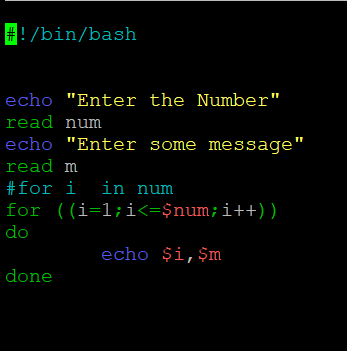 #!/bin/bash
echo "Enter the Number"
read num
echo "Enter some message"
read m
#for i  in num
for ((i=1;i<=$num;i++))
do
        echo $i,$m
done